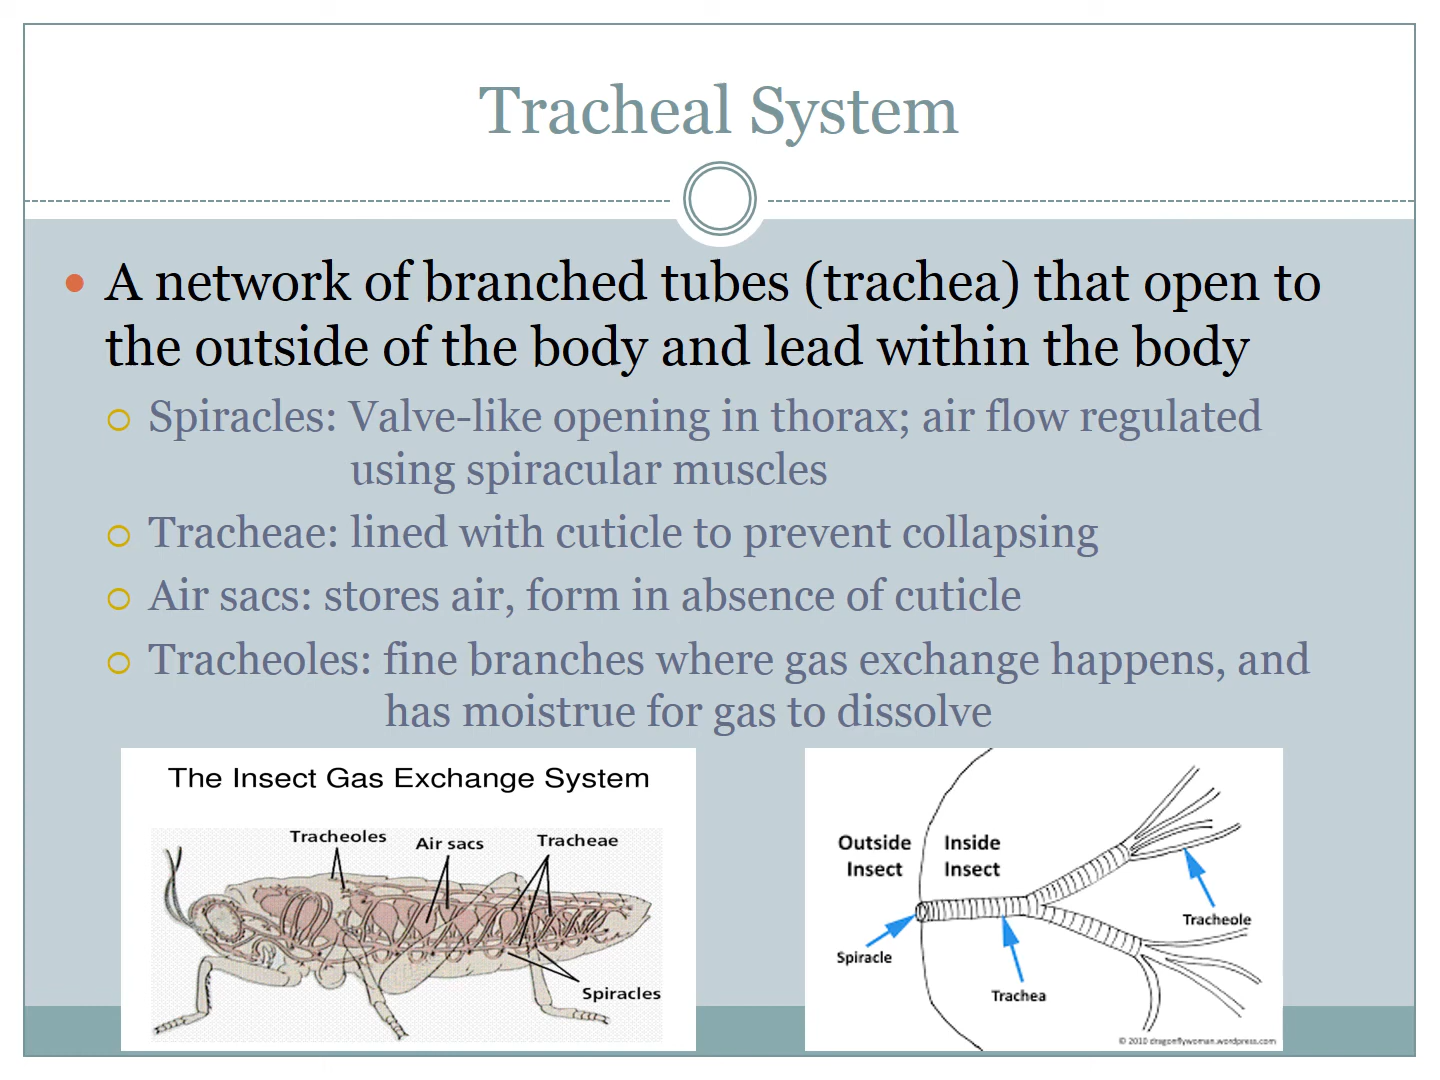 Tracheal System
A network of branched tubes (trachea) that open to
the outside of the body and lead within the body
Spiracles: Valve-like opening in thorax; air flow regulated
using spiracular muscles
Tracheae: lined with cuticle to prevent collapsing
Air sacs: stores air, form in absence of cuticle
Tracheoles: fine branches where gas exchange happens, and
has moistrue for gas to dissolve
The Insect Gas Exchange System
Tracheoles
Air sacs
Tracheae
Spiracles
Outside
Insect
Inside
Insect
Tracheole
Spiracle
Trachea
© 2010 dragonflywoman.wordpress.com